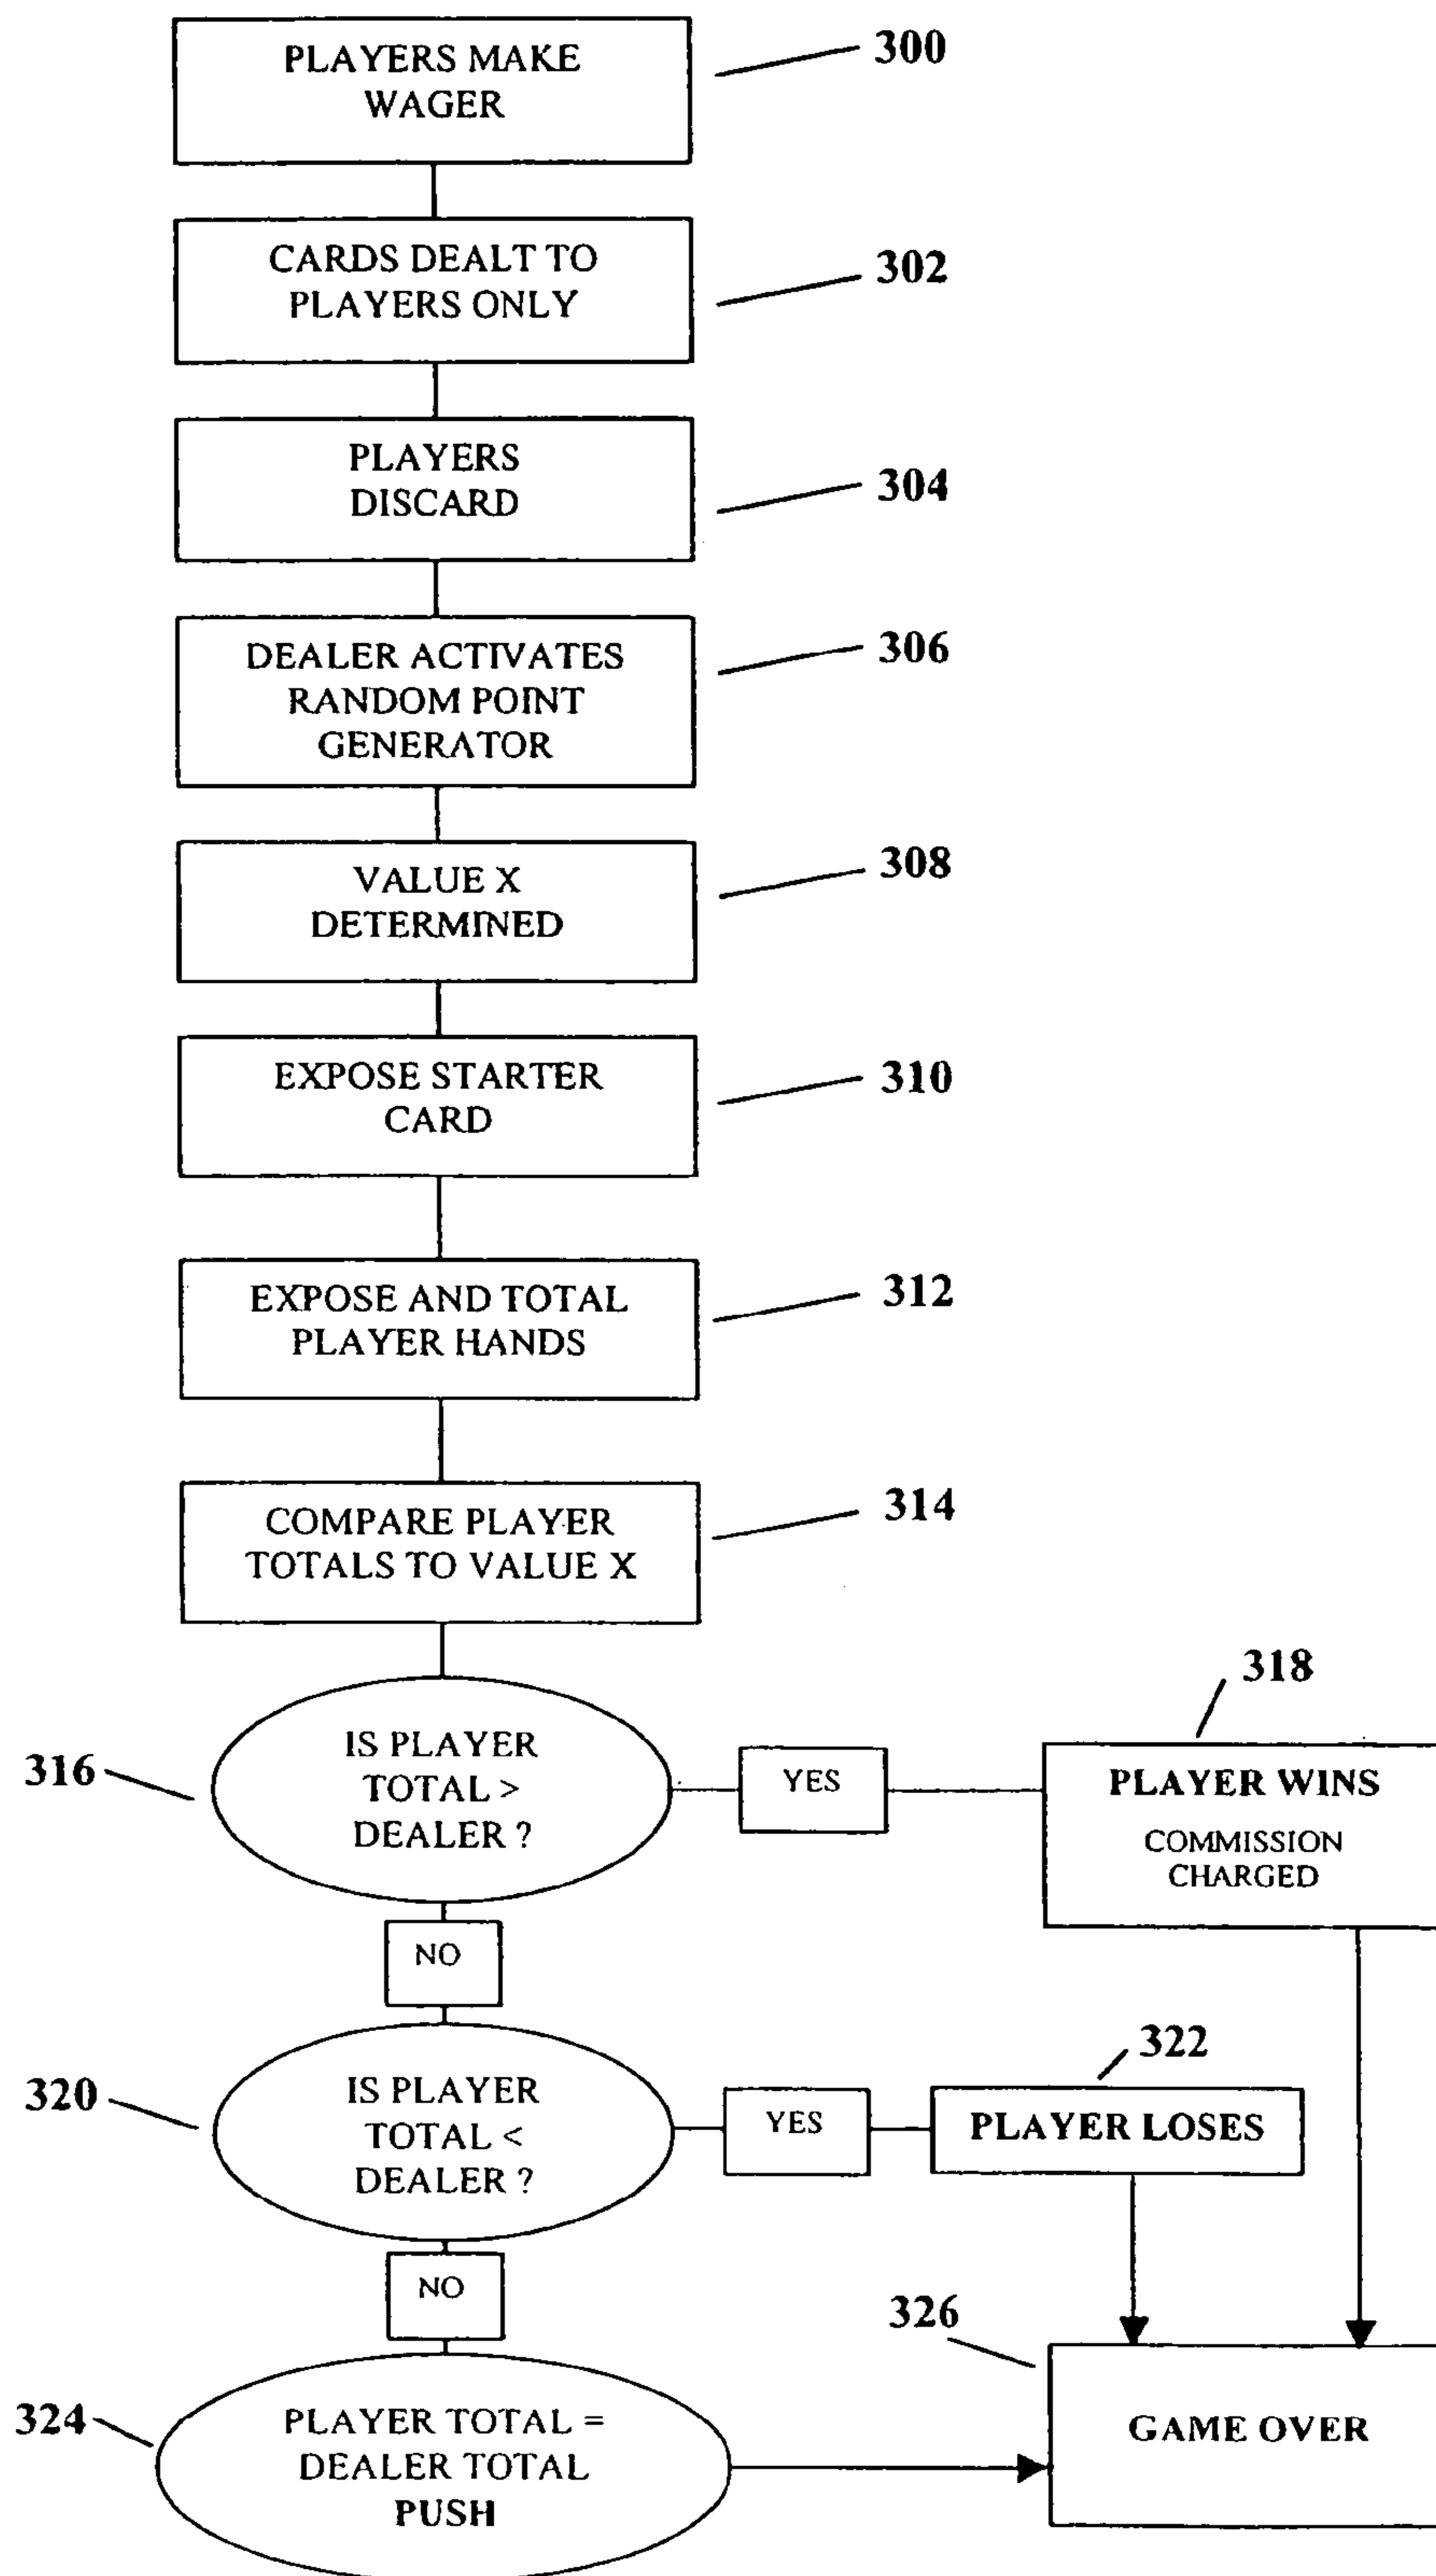 PLAYERS MAKE
WAGER
300
CARDS DEALT TO
PLAYERS ONLY
302
PLAYERS
DISCARD
304
DEALER ACTIVATES
RANDOM POINT
GENERATOR
306
VALUE X
DETERMINED
308
EXPOSE STARTER
CARD
310
EXPOSE AND TOTAL
PLAYER HANDS
312
COMPARE PLAYER
TOTALS TO VALUE X
314
316
IS PLAYER
TOTAL >
DEALER ?
YES
318
PLAYER WINS
COMMISSION
CHARGED
NO
320
IS PLAYER
TOTAL <
DEALER ?
YES
322
PLAYER LOSES
NO
324
PLAYER TOTAL =
DEALER TOTAL
PUSH
326
GAME OVER